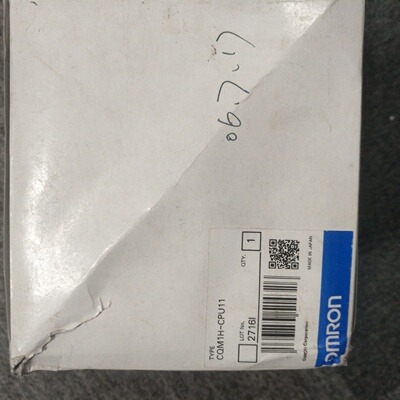 06.7.17
TYPE
CQM1H-CPU11
LOT No. QTY.
2716I 1
MADE IN JAPAN
OMRON Corporation
OMRON